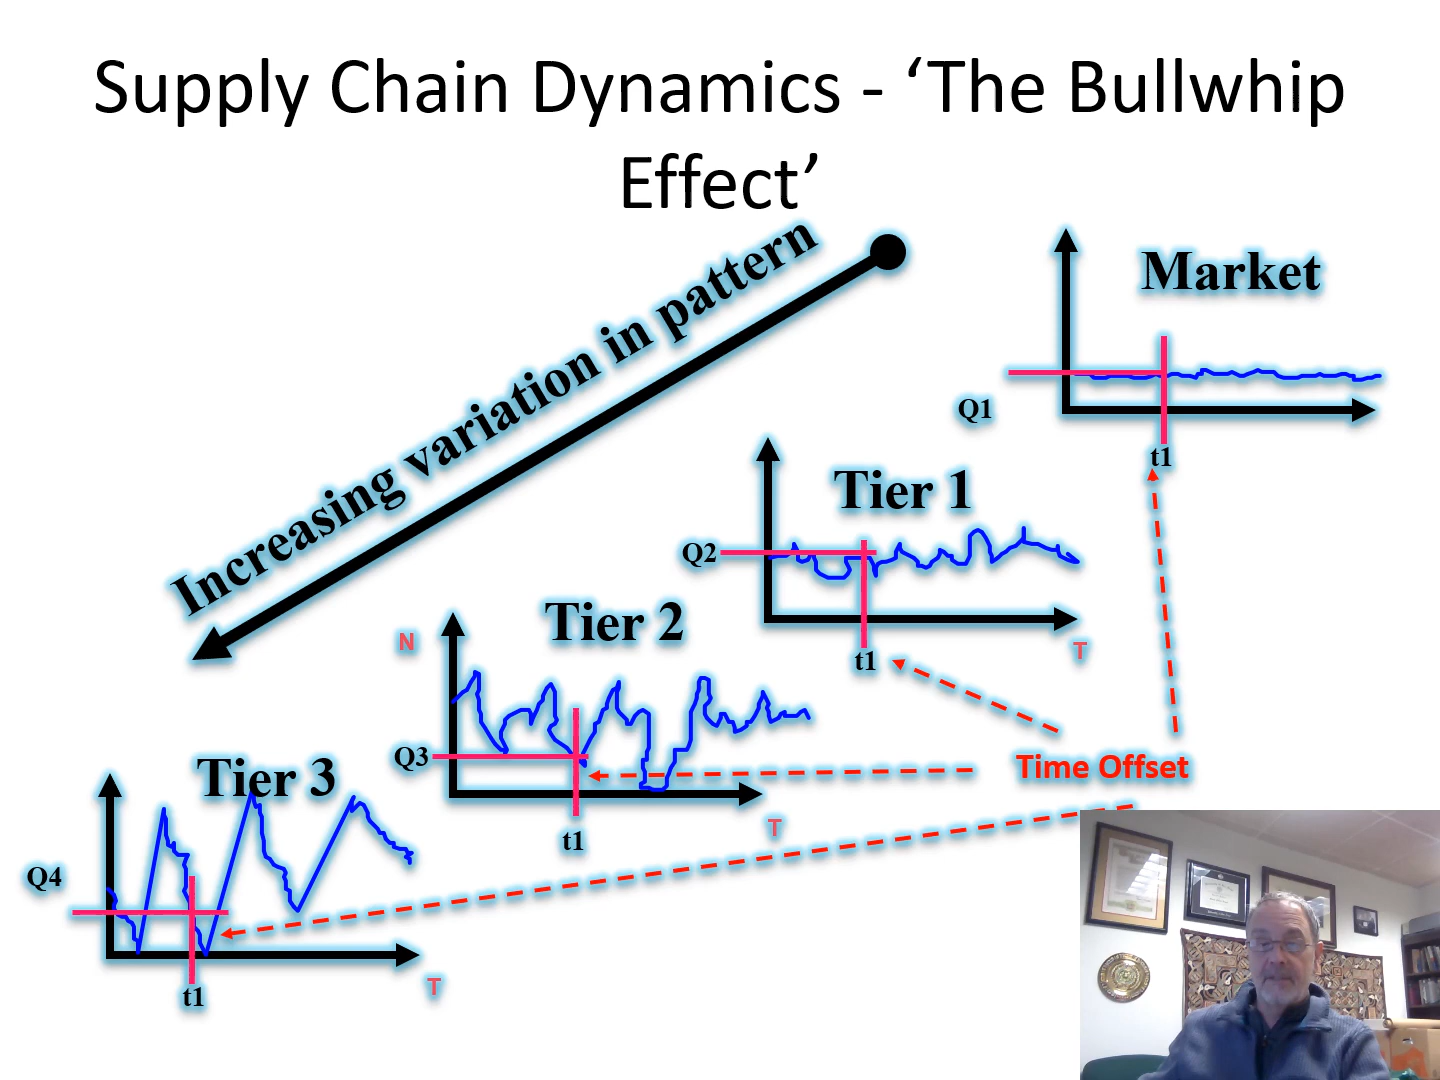 Supply Chain Dynamics - ‘The Bullwhip
Effect’
Increasing variation in pattern
Market
Q1
t1
Tier 1
Q2
t1
T
Tier 2
N
Q3
t1
T
Time Offset
Tier 3
Q4
t1
T